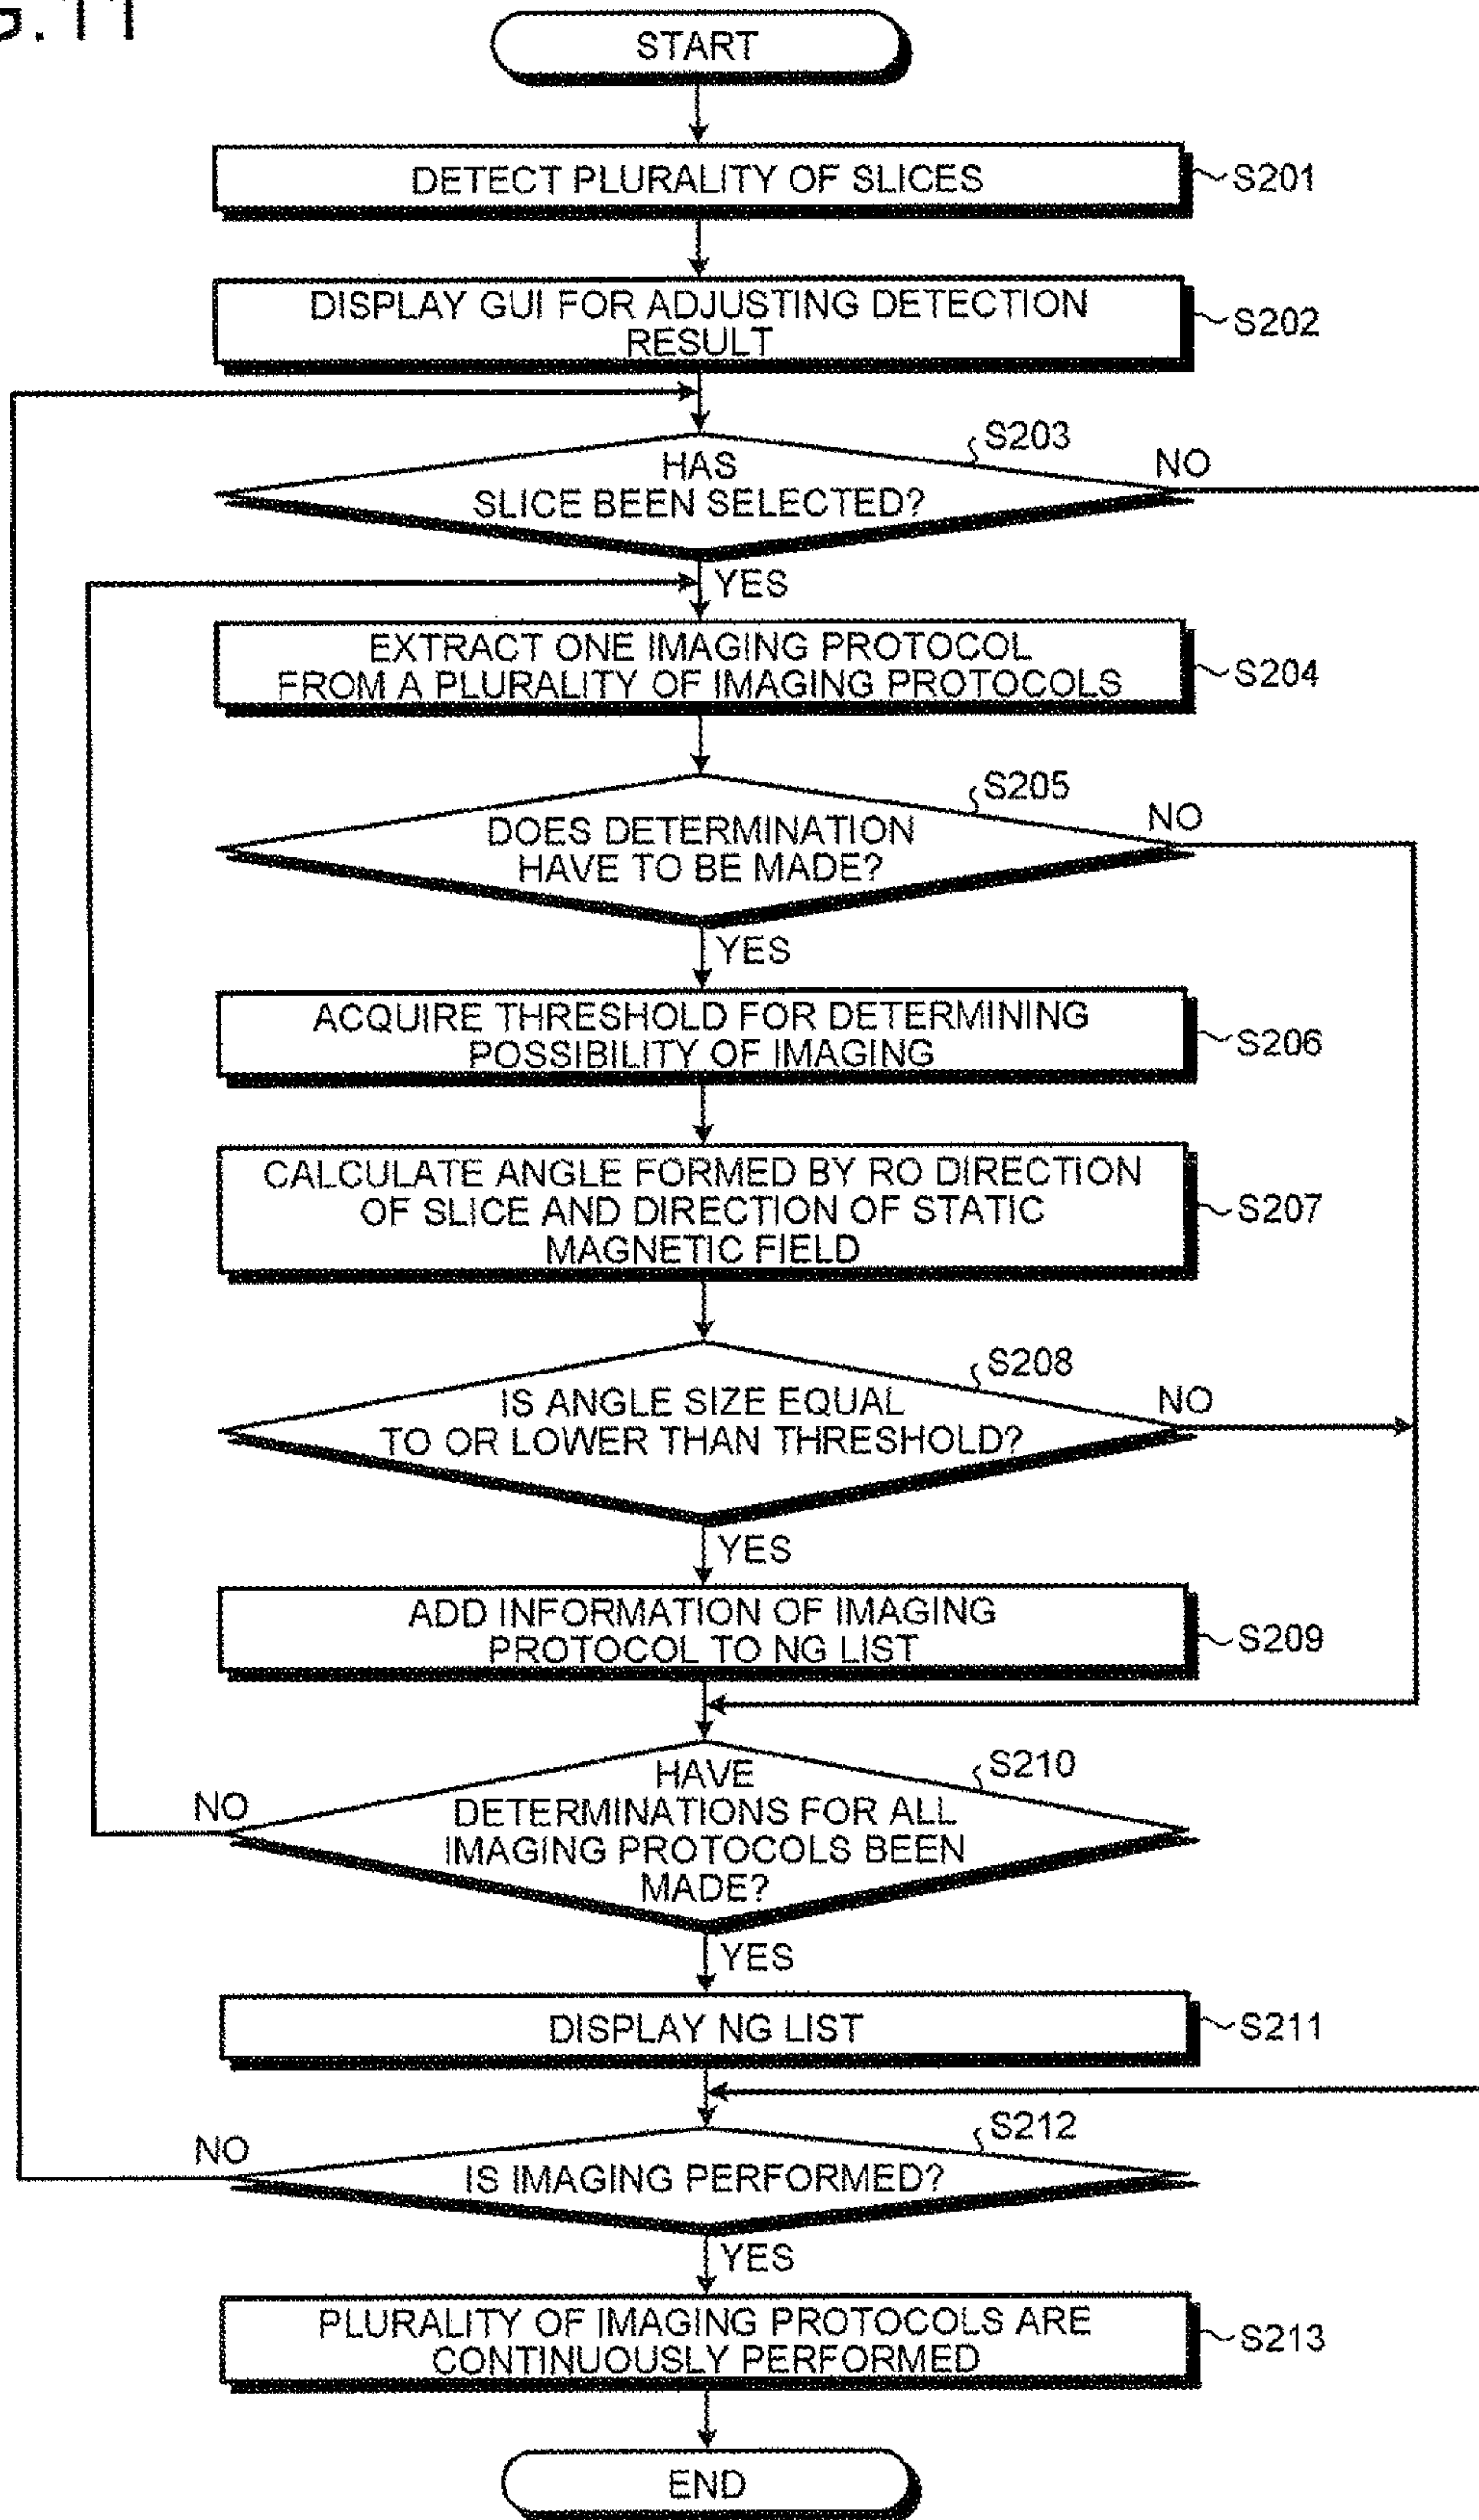 G.11
START
DETECT PLURALITY OF SLICES
S201
DISPLAY GUI FOR ADJUSTING DETECTION
RESULT
S202
S203
HAS
SLICE BEEN SELECTED?
NO
YES
EXTRACT ONE IMAGING PROTOCOL
FROM A PLURALITY OF IMAGING PROTOCOLS
S204
S205
DOES DETERMINATION
HAVE TO BE MADE?
NO
YES
ACQUIRE THRESHOLD FOR DETERMINING
POSSIBILITY OF IMAGING
S206
CALCULATE ANGLE FORMED BY RO DIRECTION
OF SLICE AND DIRECTION OF STATIC
MAGNETIC FIELD
S207
S208
IS ANGLE SIZE EQUAL
TO OR LOWER THAN THRESHOLD?
NO
YES
ADD INFORMATION OF IMAGING
PROTOCOL TO NG LIST
S209
S210
HAVE
DETERMINATIONS FOR ALL
IMAGING PROTOCOLS BEEN
MADE?
NO
YES
DISPLAY NG LIST
S211
S212
IS IMAGING PERFORMED?
NO
YES
PLURALITY OF IMAGING PROTOCOLS ARE
CONTINUOUSLY PERFORMED
S213
END